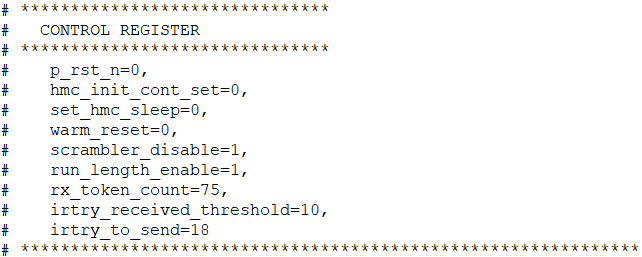 # *******************************
#   CONTROL REGISTER
# *******************************
#    p_rst_n=0,
#    hmc_init_cont_set=0,
#    set_hmc_sleep=0,
#    warm_reset=0,
#    scrambler_disable=1,
#    run_length_enable=1,
#    rx_token_count=75,
#    irtry_received_threshold=10,
#    irtry_to_send=18
# **************************************************************